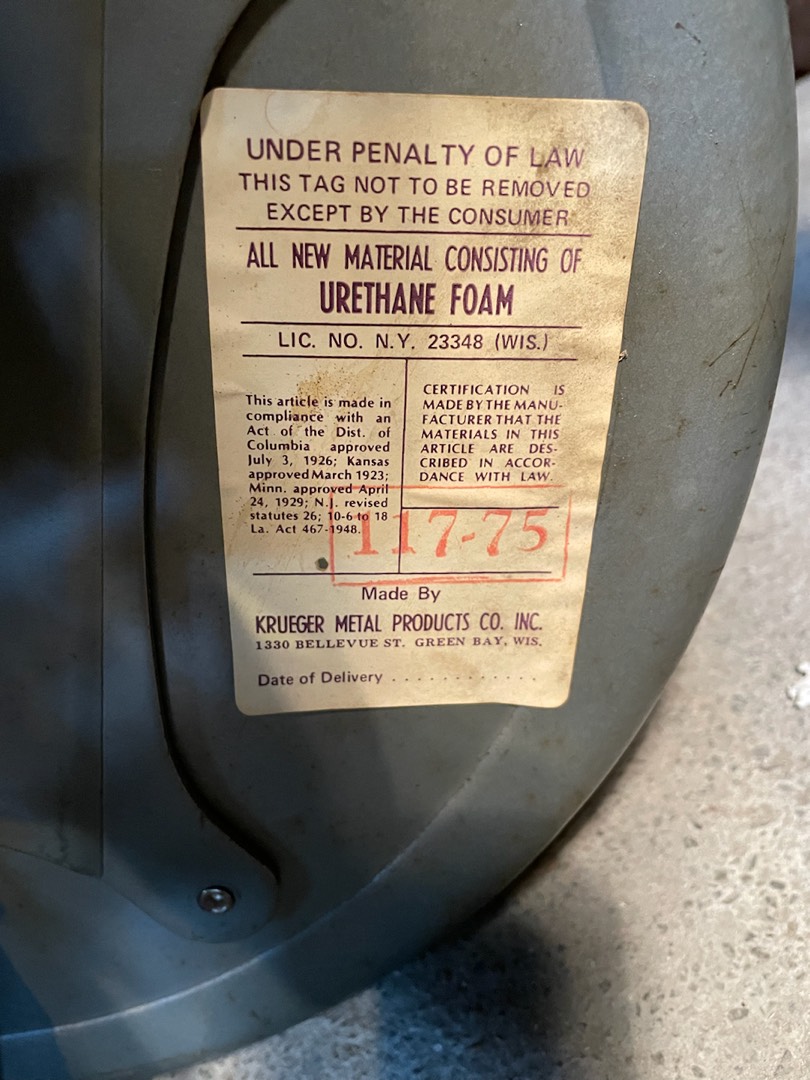 UNDER PENALTY OF LAW
THIS TAG NOT TO BE REMOVED
EXCEPT BY THE CONSUMER
ALL NEW MATERIAL CONSISTING OF
URETHANE FOAM
LIC. NO. N.Y. 23348 (WIS.)
This article is made in
compliance with an
Act of the Dist. of
Columbia approved
July 3, 1926; Kansas
approved March 1923;
Minn. approved April
24, 1929; N.J. revised
statutes 26; 10-6 to 18
La. Act 467-1948.
CERTIFICATION IS
MADE BY THE MANU-
FACTURER THAT THE
MATERIALS IN THIS
ARTICLE ARE DES-
CRIBED IN ACCOR-
DANCE WITH LAW.
117-75
Made By
KRUEGER METAL PRODUCTS CO. INC.
1330 BELLEVUE ST. GREEN BAY, WIS.
Date of Delivery . . . . . . . . . . . .